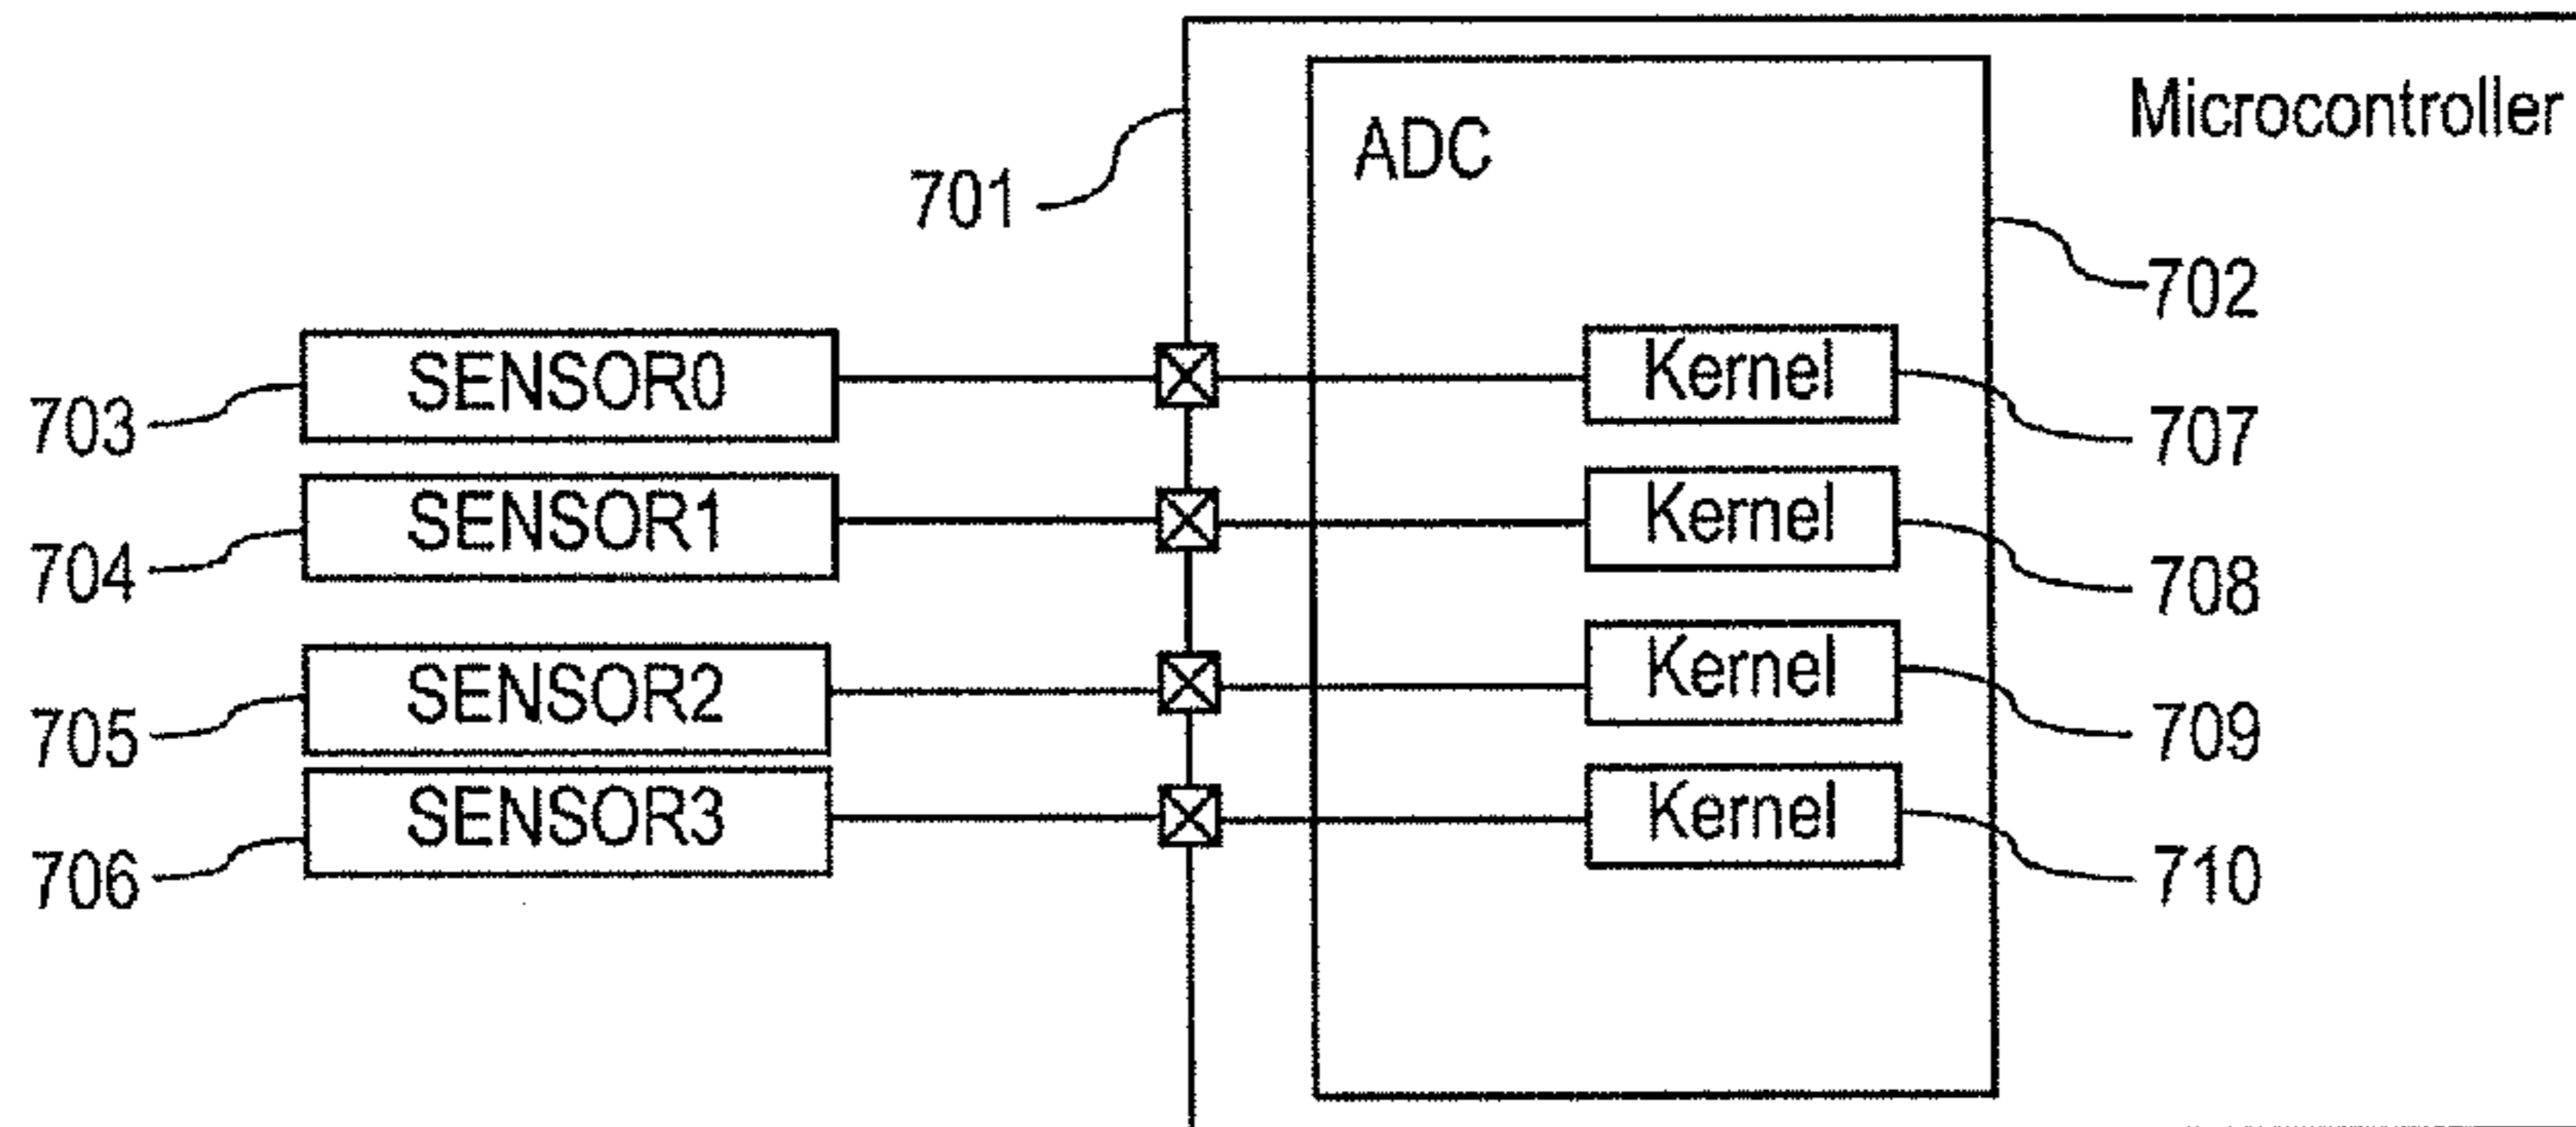 Microcontroller
ADC
701
702
703
SENSOR0
Kernel
707
704
SENSOR1
Kernel
708
705
SENSOR2
Kernel
709
706
SENSOR3
Kernel
710